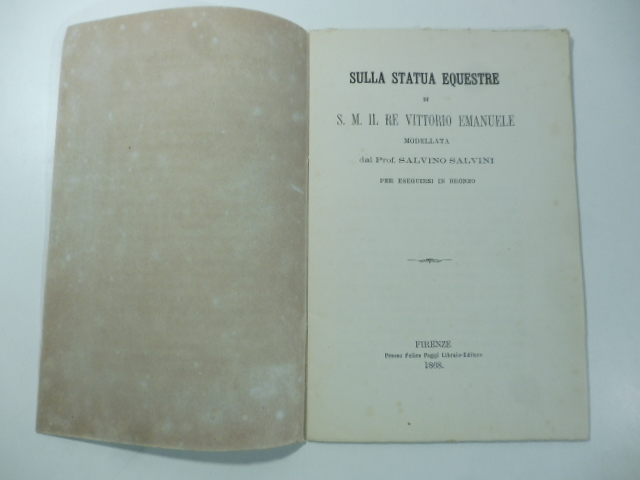 SULLA STATUA EQUESTRE
DI
S. M. IL RE VITTORIO EMANUELE
MODELLATA
dal Prof. SALVINO SALVINI
PER ESEGUIRSI IN BRONZO
FIRENZE
Presso Felice Paggi Libraio-Editore
1868.